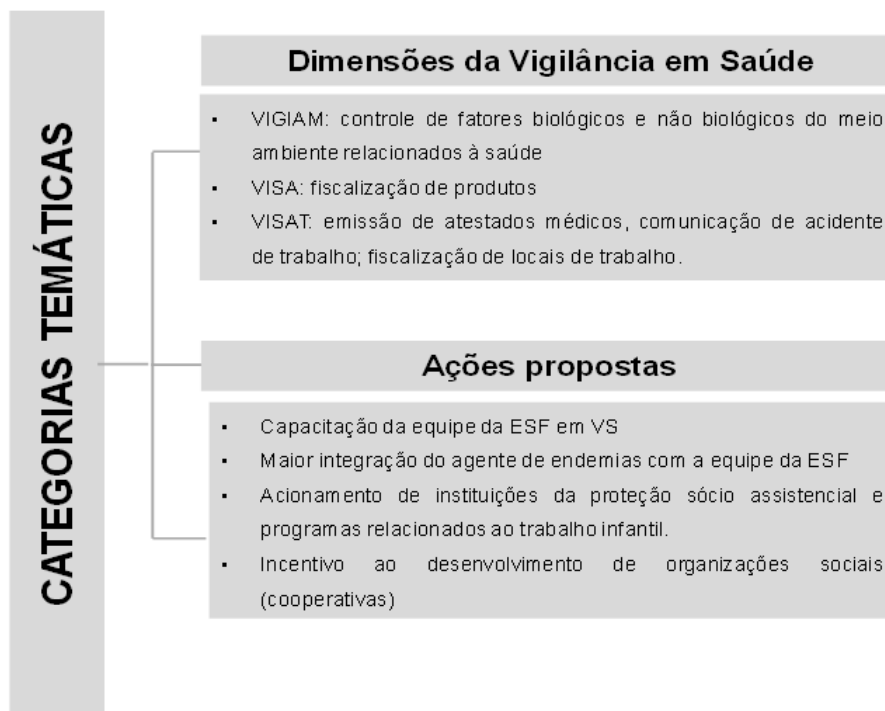 CATEGORIAS TEMÁTICAS
Dimensões da Vigilância em Saúde
▪ VIGIAM: controle de fatores biológicos e não biológicos do meio
ambiente relacionados à saúde
▪ VISA: fiscalização de produtos
▪ VISAT: emissão de atestados médicos, comunicação de acidente
de trabalho; fiscalização de locais de trabalho.
Ações propostas
▪ Capacitação da equipe da ESF em VS
▪ Maior integração do agente de endemias com a equipe da ESF
▪ Acionamento de instituições da proteção sócio assistencial e
programas relacionados ao trabalho infantil.
▪ Incentivo ao desenvolvimento de organizações sociais
(cooperativas)